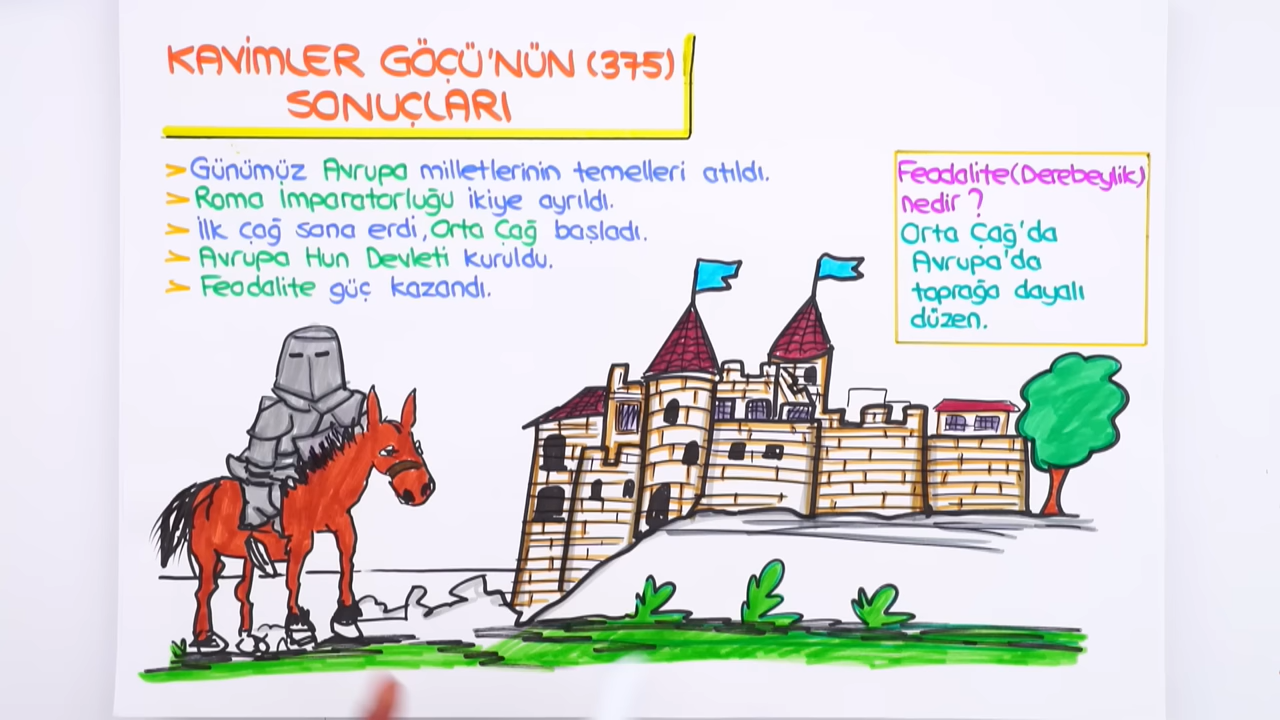 KAVİMLER GÖÇÜ'NÜN (375)
SONUÇLARI
➤ Günümüz Avrupa milletlerinin temelleri atıldı.
➤ Roma İmparatorluğu ikiye ayrıldı.
➤ İlk çağ sona erdi, Orta Çağ başladı.
➤ Avrupa Hun Devleti kuruldu.
➤ Feodalite güç kazandı.
Feodalite (Derebeylik)
nedir ?
Orta Çağ'da
Avrupa'da
toprağa dayalı
düzen.